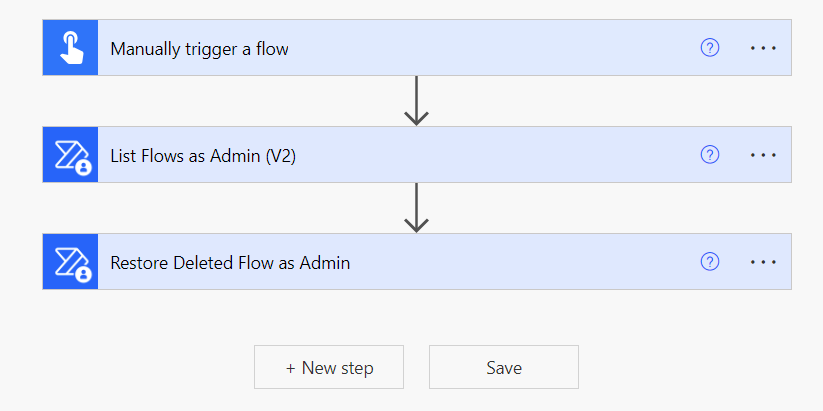 Manually trigger a flow
?
...
List Flows as Admin (V2)
?
...
Restore Deleted Flow as Admin
?
...
+ New step
Save